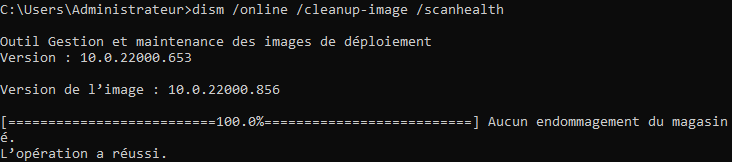 C:\Users\Administrateur>dism /online /cleanup-image /scanhealth
Outil Gestion et maintenance des images de déploiement
Version : 10.0.22000.653
Version de l’image : 10.0.22000.856
[==========================100.0%==========================] Aucun endommagement du magasin
é.
L’opération a réussi.